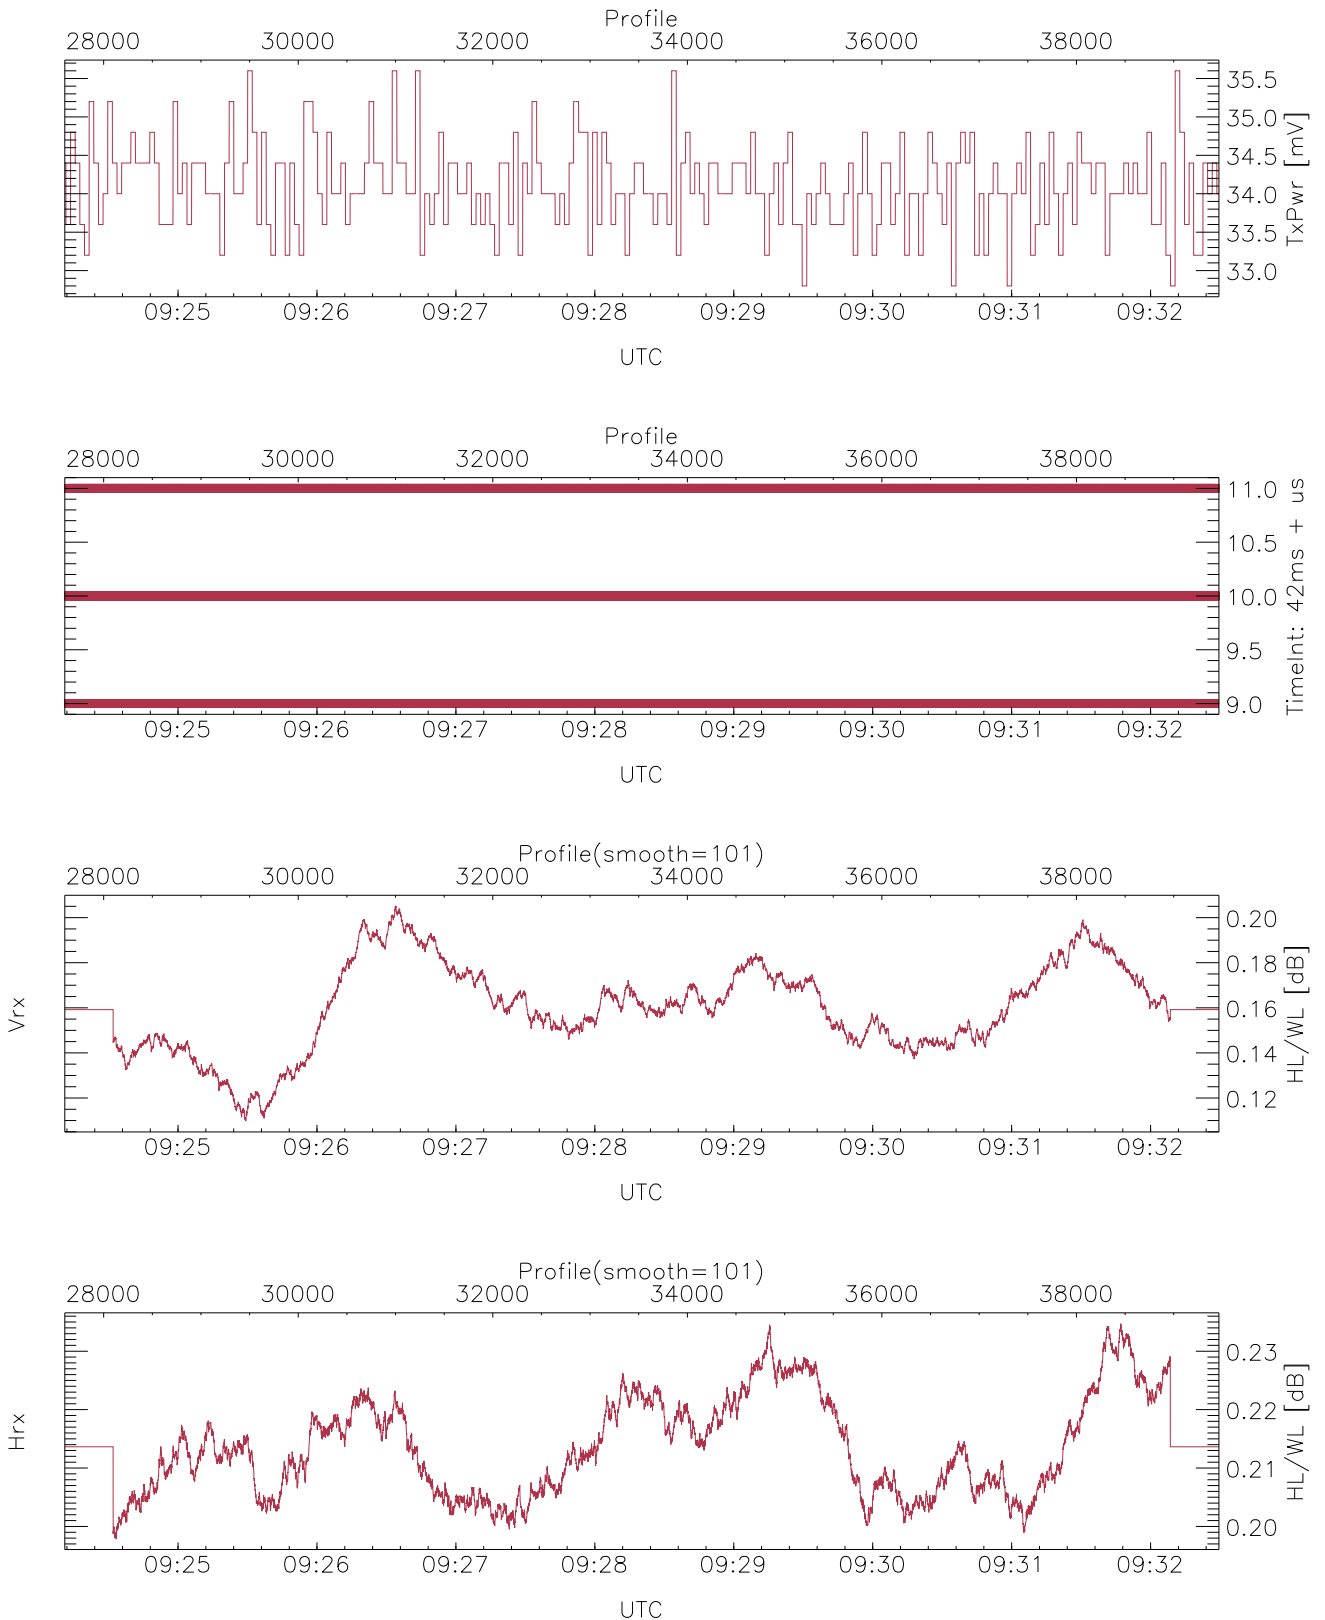 Profile
28000 30000 32000 34000 36000 38000
35.5
35.0
34.5
34.0
33.5
33.0
TxPwr [mV]
09:25 09:26 09:27 09:28 09:29 09:30 09:31 09:32
UTC
Profile
28000 30000 32000 34000 36000 38000
11.0
10.5
10.0
9.5
9.0
TimeInt: 42ms + us
09:25 09:26 09:27 09:28 09:29 09:30 09:31 09:32
UTC
Profile(smooth=101)
28000 30000 32000 34000 36000 38000
Vrx
0.20
0.18
0.16
0.14
0.12
HL/WL [dB]
09:25 09:26 09:27 09:28 09:29 09:30 09:31 09:32
UTC
Profile(smooth=101)
28000 30000 32000 34000 36000 38000
Hrx
0.23
0.22
0.21
0.20
HL/WL [dB]
09:25 09:26 09:27 09:28 09:29 09:30 09:31 09:32
UTC